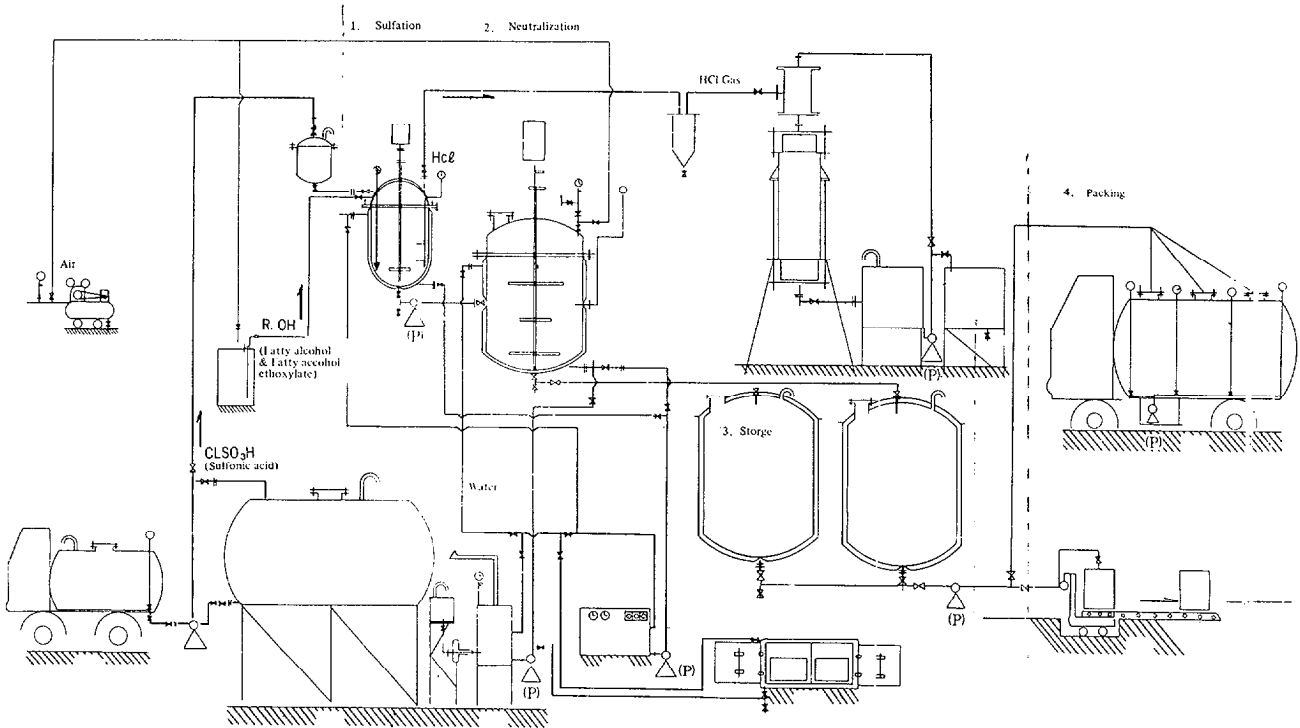 1. Sulfation
2. Neutralization
HCl Gas
Hcl
4. Packing
Air
(P)
R. OH
(Fatty alcohol
& Fatty accohol
ethoxylate)
(P)
3. Storge
(P)
CLSO₃H
(Sulfonic acid)
Water
(P)
(P)
(P)